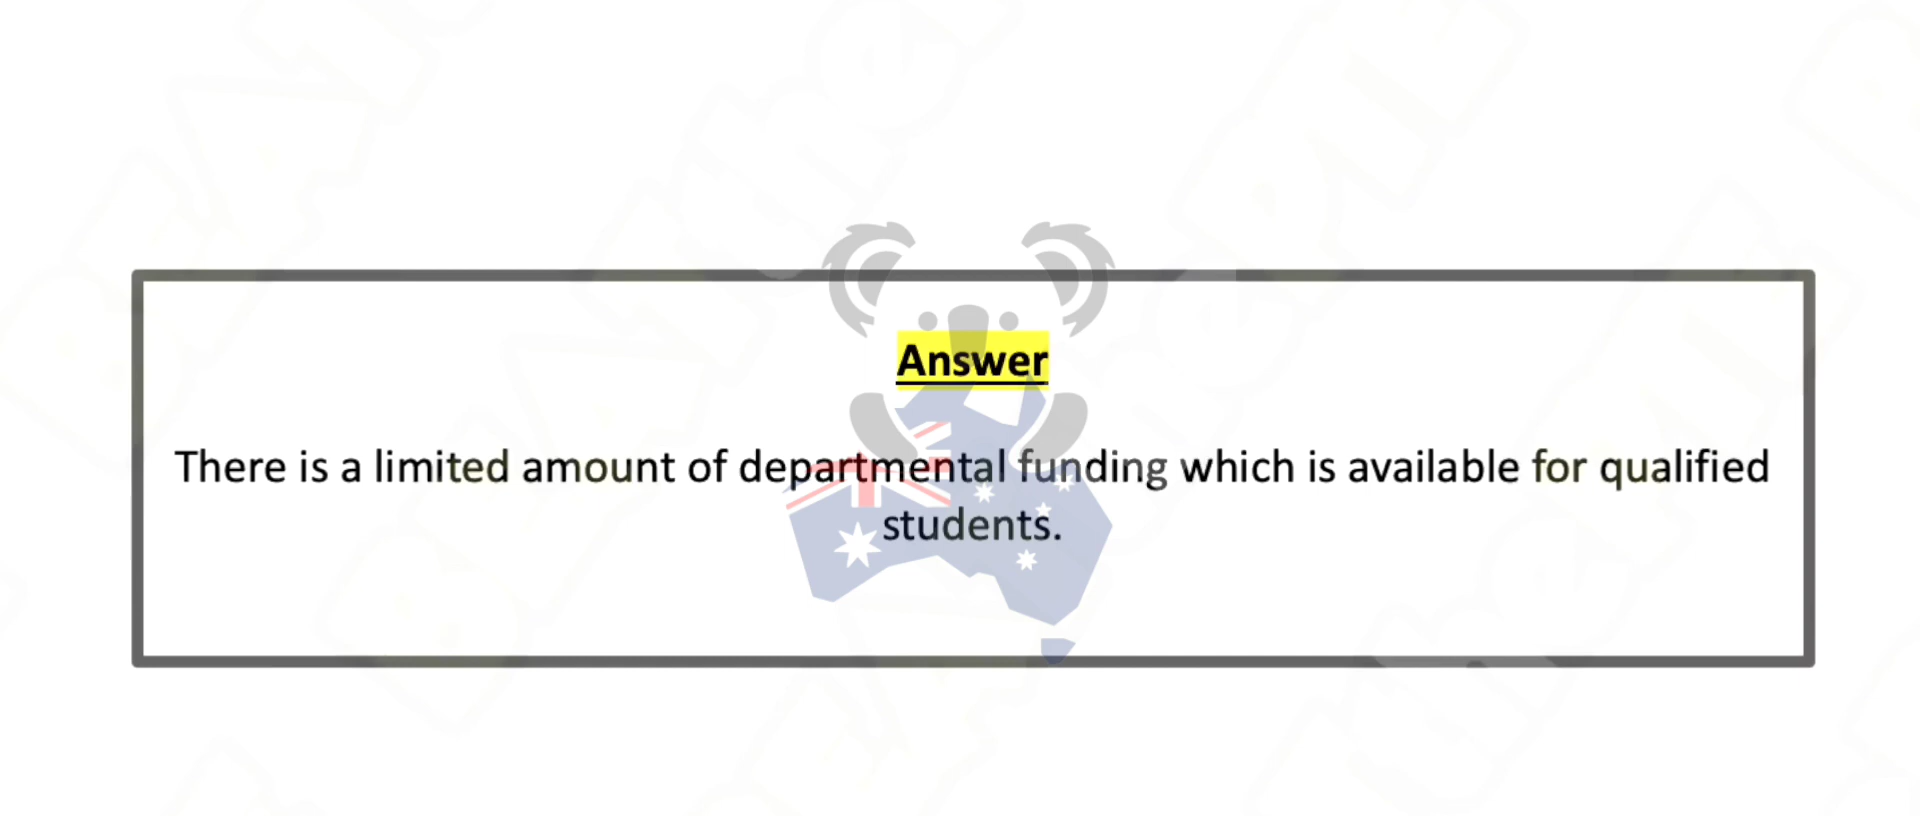 Answer
There is a limited amount of departmental funding which is available for qualified
students.